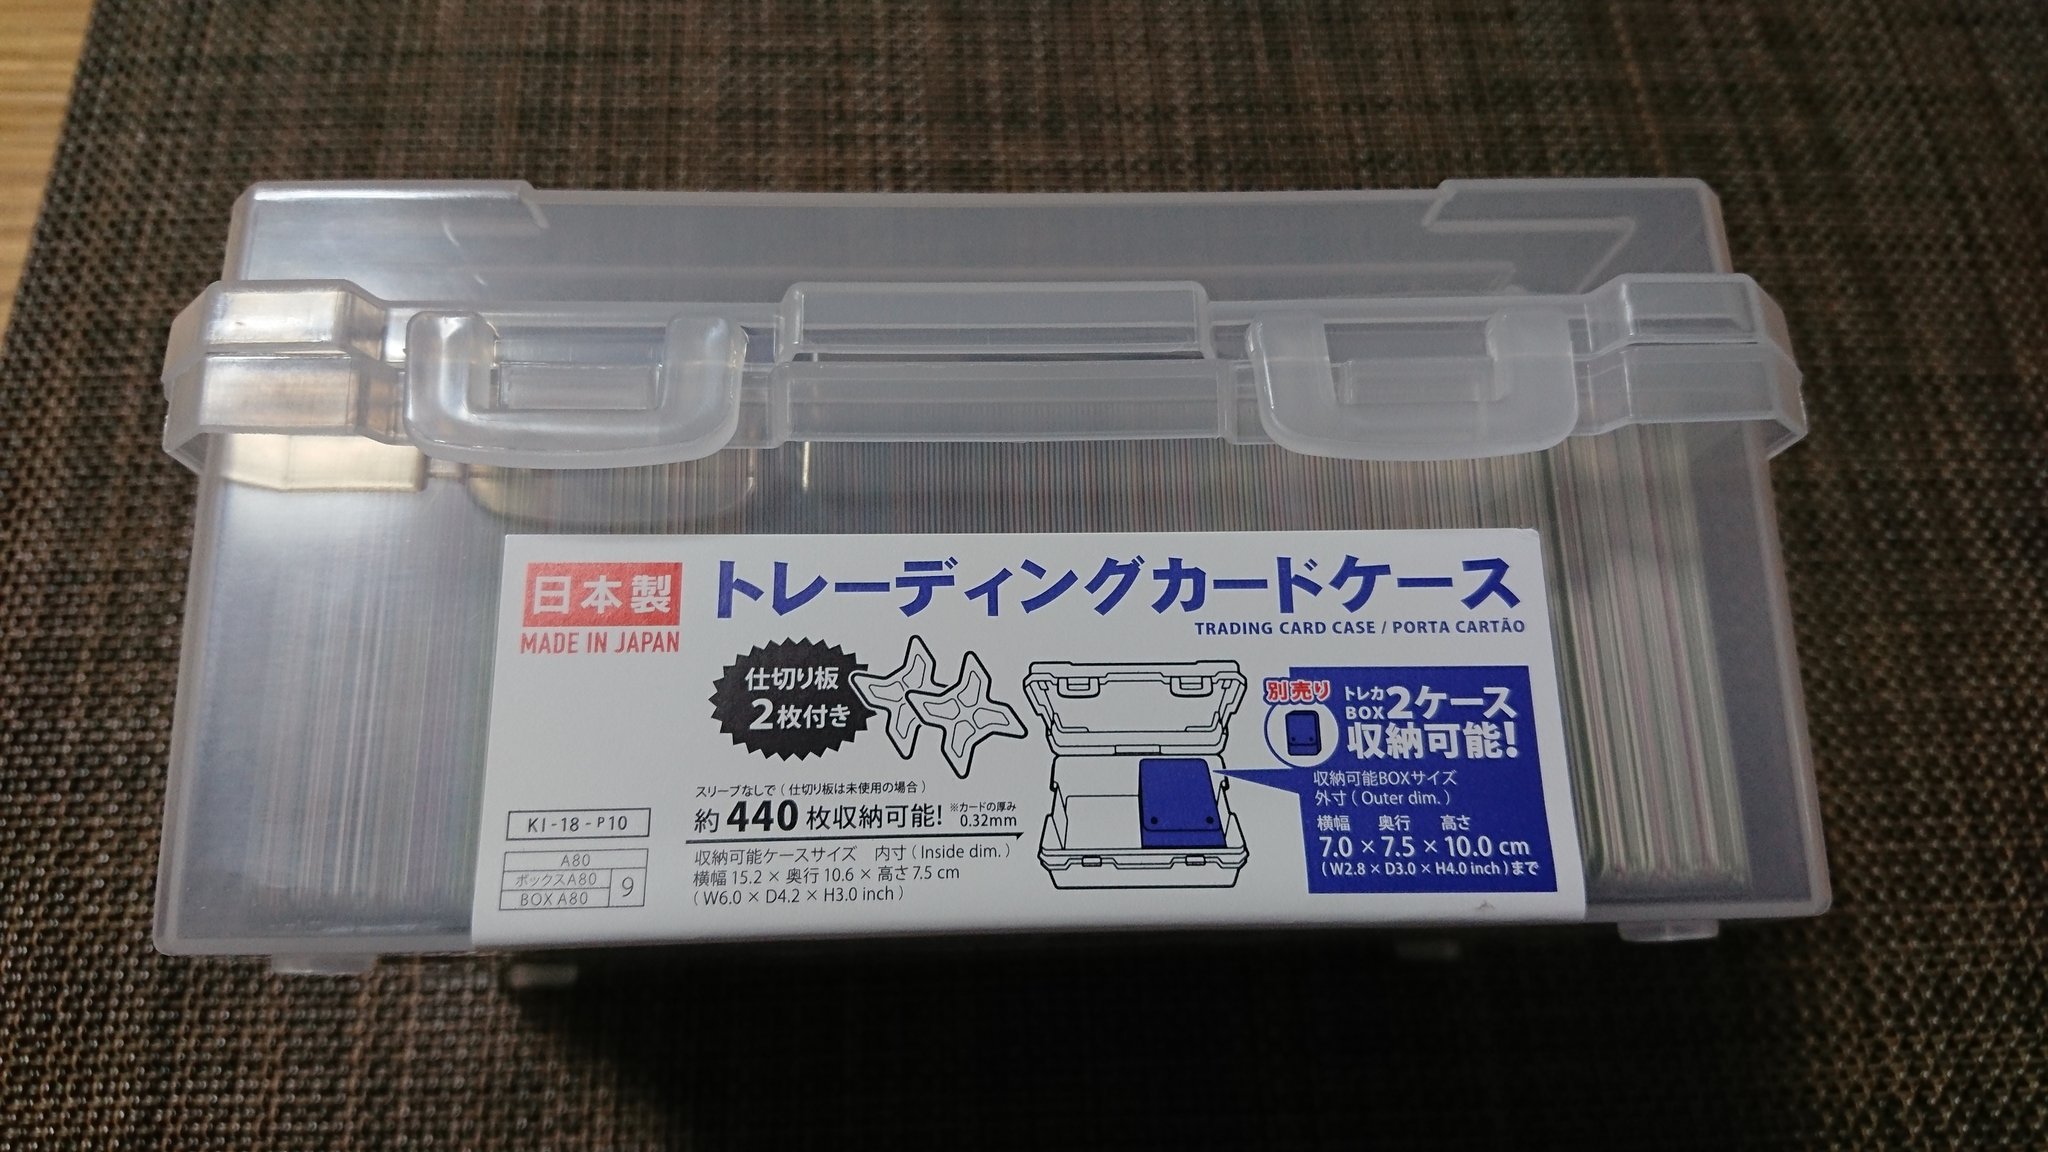 日本製
MADE IN JAPAN
トレーディングカードケース
TRADING CARD CASE / PORTA CARTÃO
仕切り板
2枚付き
別売り
トレカ
BOX
2ケース
収納可能!
収納可能BOXサイズ
外寸 ( Outer dim. )
横幅 奥行 高さ
7.0 × 7.5 × 10.0 cm
( W2.8 × D3.0 × H4.0 inch ) まで
スリーブなしで ( 仕切り板は未使用の場合 )
約 440 枚収納可能!
※カードの厚み
0.32mm
収納可能ケースサイズ 内寸 ( Inside dim. )
横幅 15.2 × 奥行 10.6 × 高さ 7.5 cm
( W6.0 × D4.2 × H3.0 inch )
KI-18-P10
A80
ボックスA80
BOX A80
9